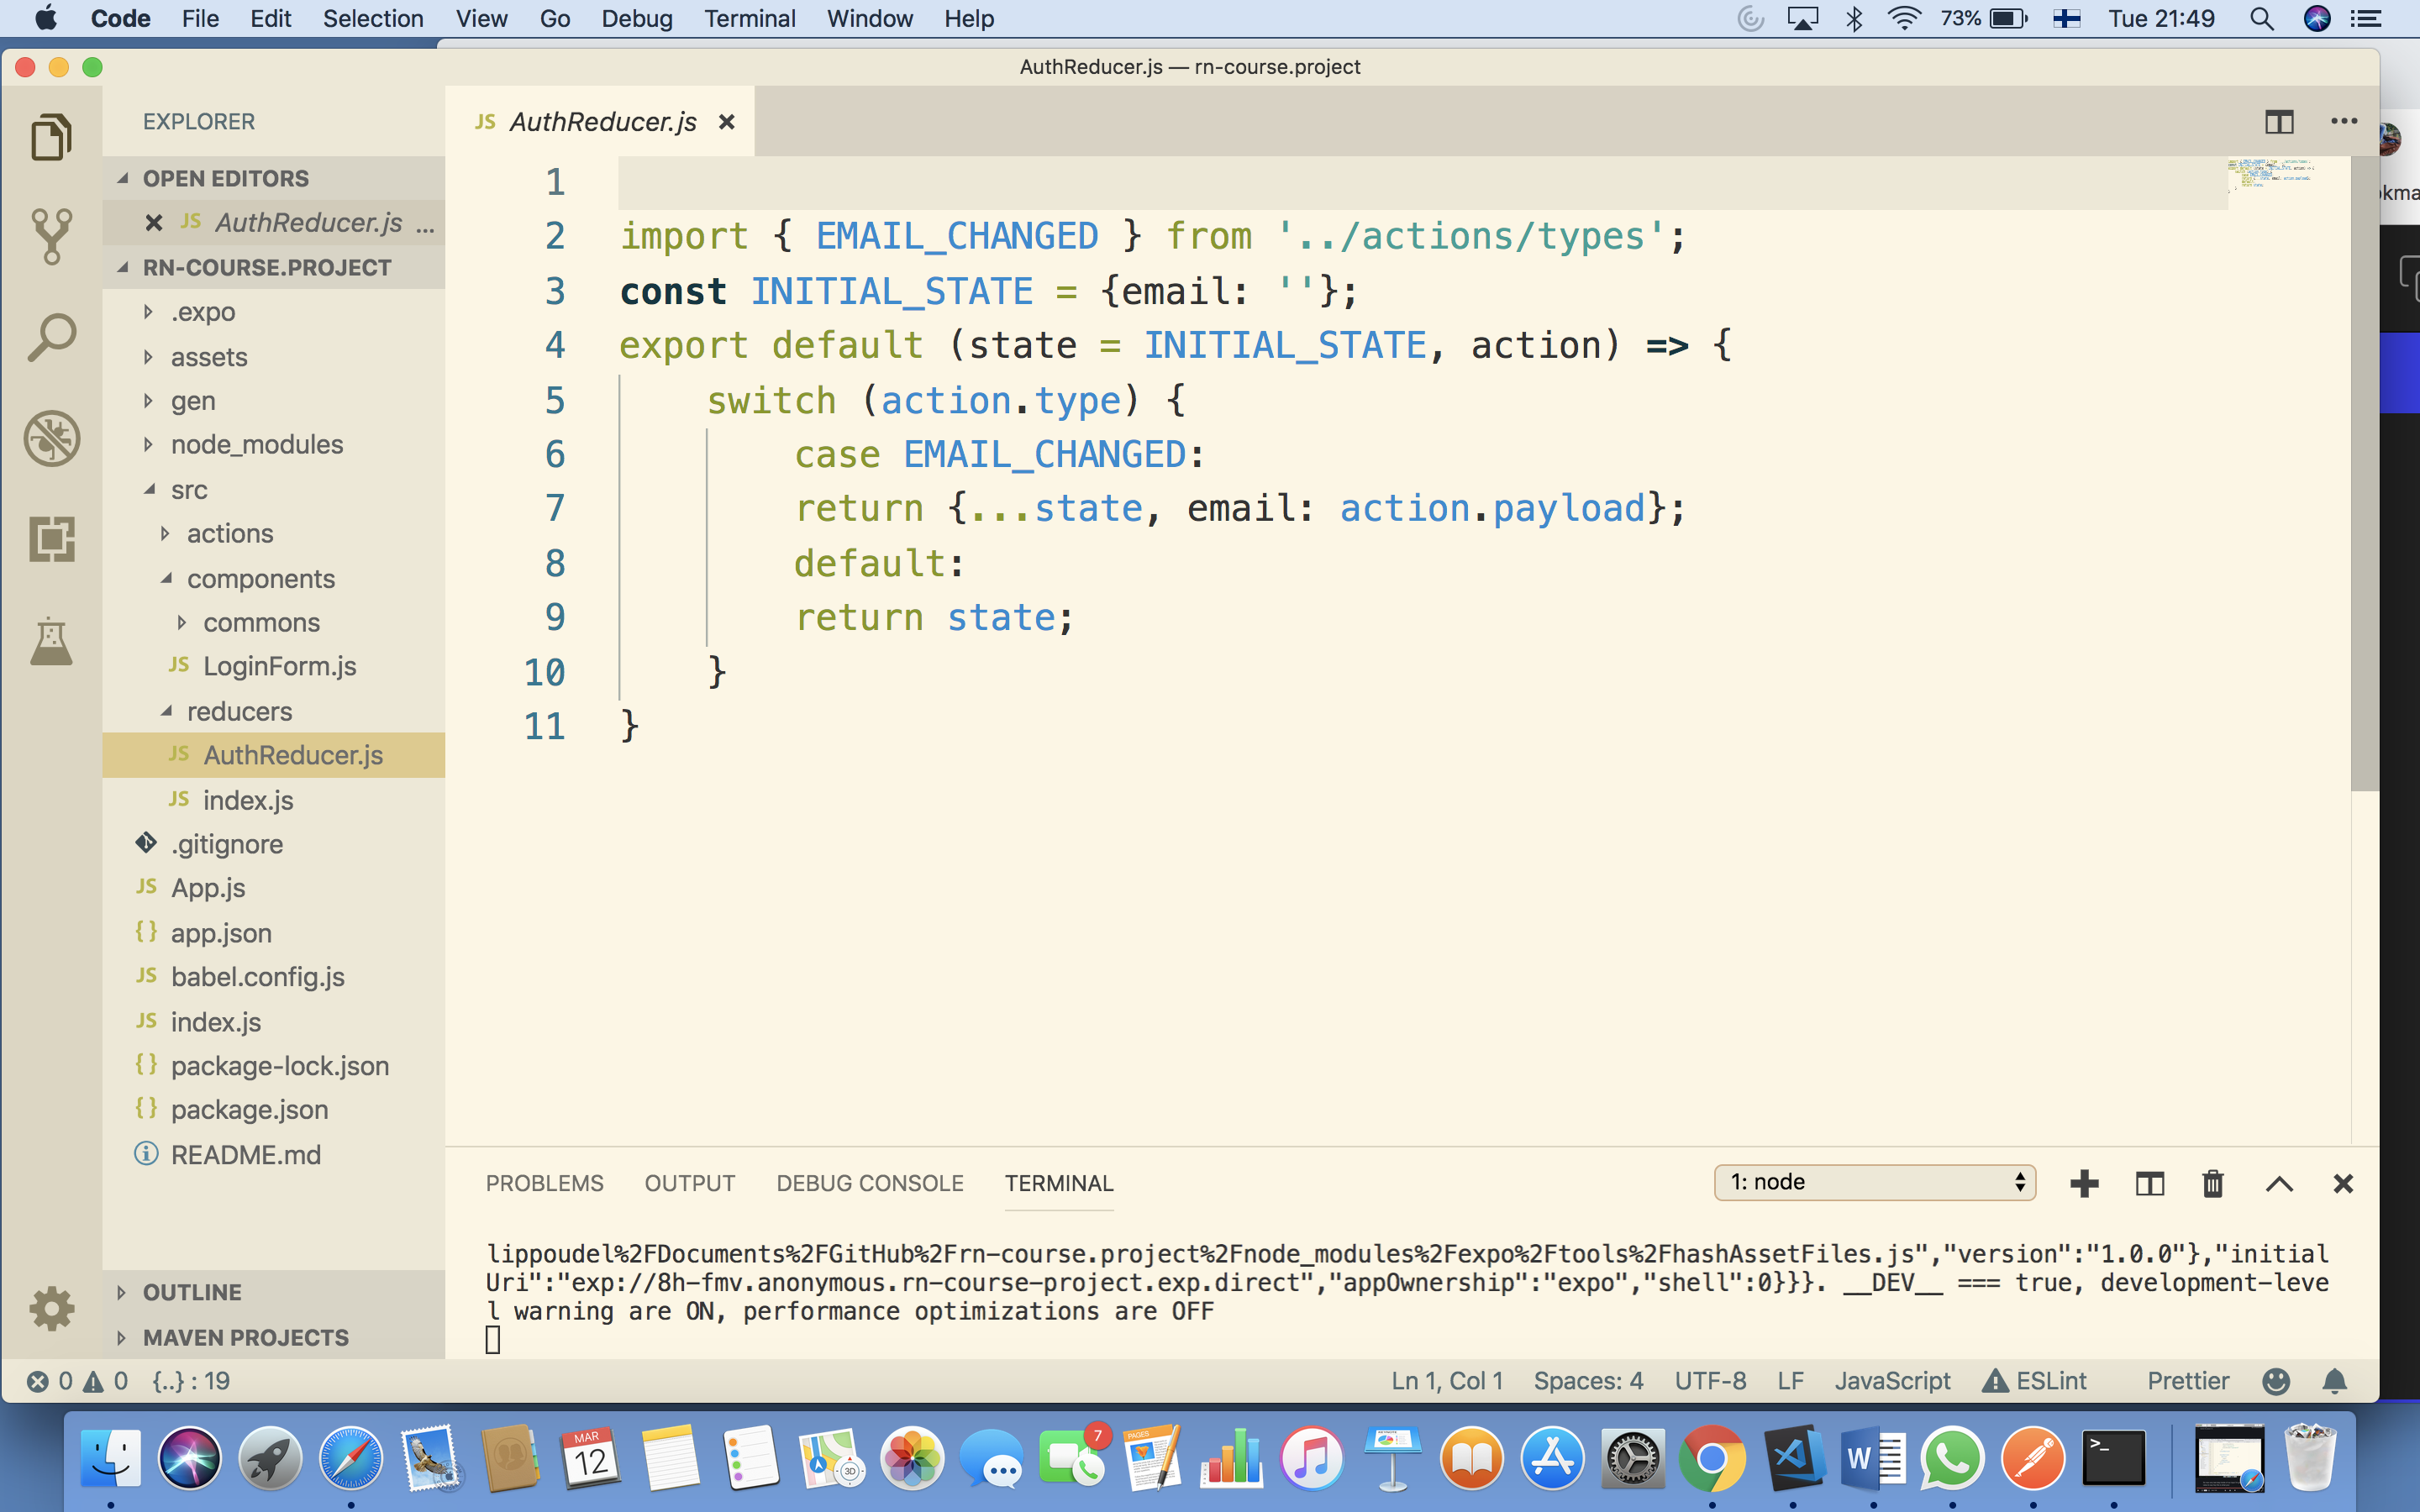 Code File Edit Selection View Go Debug Terminal Window Help 73% Tue 21:49
AuthReducer.js — rn-course.project
EXPLORER
OPEN EDITORS
JS AuthReducer.js ...
RN-COURSE.PROJECT
.expo
assets
gen
node_modules
src
actions
components
commons
JS LoginForm.js
reducers
JS AuthReducer.js
JS index.js
.gitignore
JS App.js
{ } app.json
JS babel.config.js
JS index.js
{ } package-lock.json
{ } package.json
README.md
OUTLINE
MAVEN PROJECTS
JS AuthReducer.js
1
2 import { EMAIL_CHANGED } from '../actions/types';
3 const INITIAL_STATE = {email: ''};
4 export default (state = INITIAL_STATE, action) => {
5 switch (action.type) {
6 case EMAIL_CHANGED:
7 return {...state, email: action.payload};
8 default:
9 return state;
10 }
11 }
PROBLEMS OUTPUT DEBUG CONSOLE TERMINAL 1: node
lippoudel%2FDocuments%2FGitHub%2Frn-course.project%2Fnode_modules%2Fexpo%2Ftools%2FhashAssetFiles.js","version":"1.0.0"},"initial
Uri":"exp://8h-fmv.anonymous.rn-course-project.exp.direct","appOwnership":"expo","shell":0}}}. __DEV__ === true, development-leve
l warning are ON, performance optimizations are OFF
0 0 {..} : 19 Ln 1, Col 1 Spaces: 4 UTF-8 LF JavaScript ESLint Prettier
MAR
12
3D
7
PAGES
W
>_